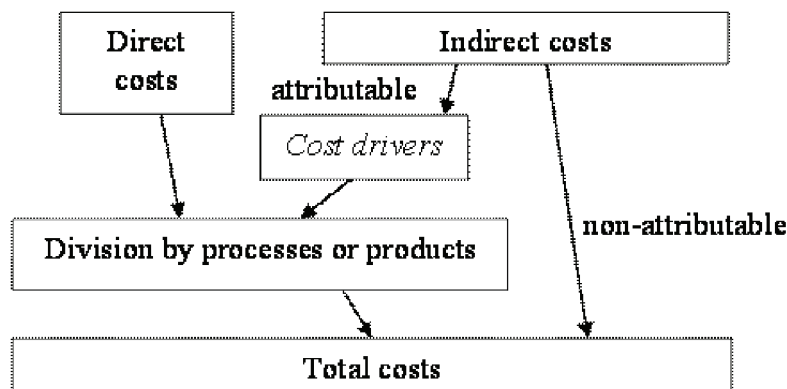 Direct
costs
Indirect costs
attributable
Cost drivers
Division by processes or products
non-attributable
Total costs